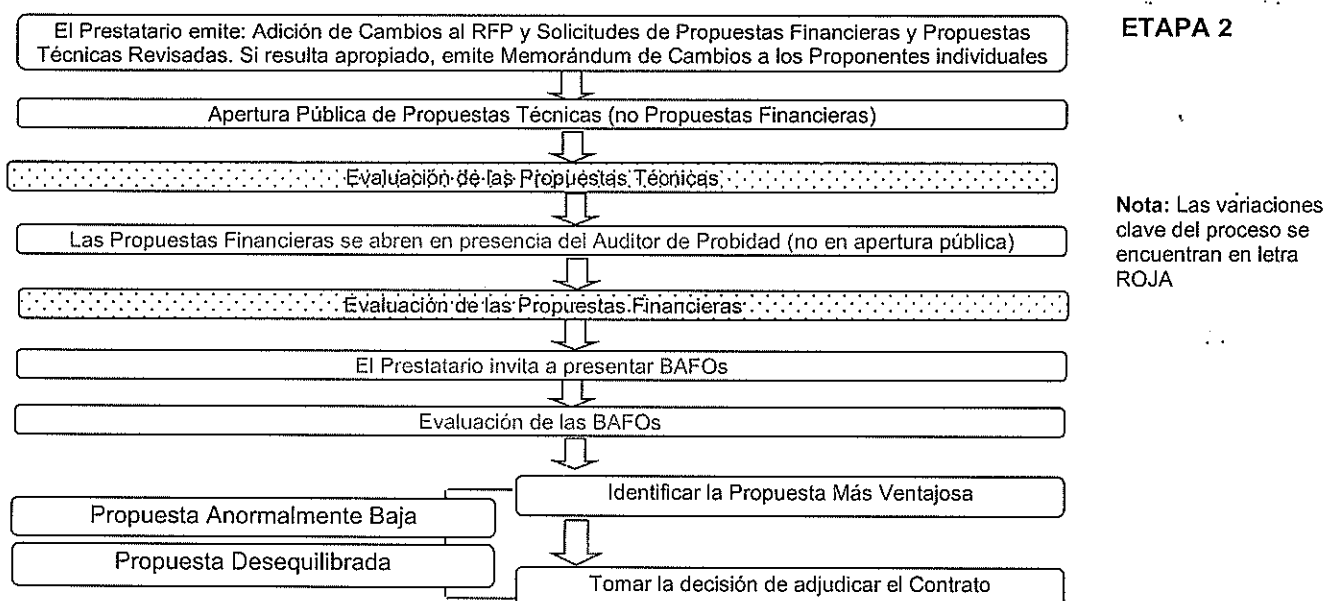 El Prestatario emite: Adición de Cambios al RFP y Solicitudes de Propuestas Financieras y Propuestas
Técnicas Revisadas. Si resulta apropiado, emite Memorándum de Cambios a los Proponentes individuales
ETAPA 2
Apertura Pública de Propuestas Técnicas (no Propuestas Financieras)
Evaluación de las Propuestas Técnicas
Las Propuestas Financieras se abren en presencia del Auditor de Probidad (no en apertura pública)
Nota: Las variaciones
clave del proceso se
encuentran en letra
ROJA
Evaluación de las Propuestas Financieras
El Prestatario invita a presentar BAFOs
Evaluación de las BAFOs
Identificar la Propuesta Más Ventajosa
Propuesta Anormalmente Baja
Propuesta Desequilibrada
Tomar la decisión de adjudicar el Contrato